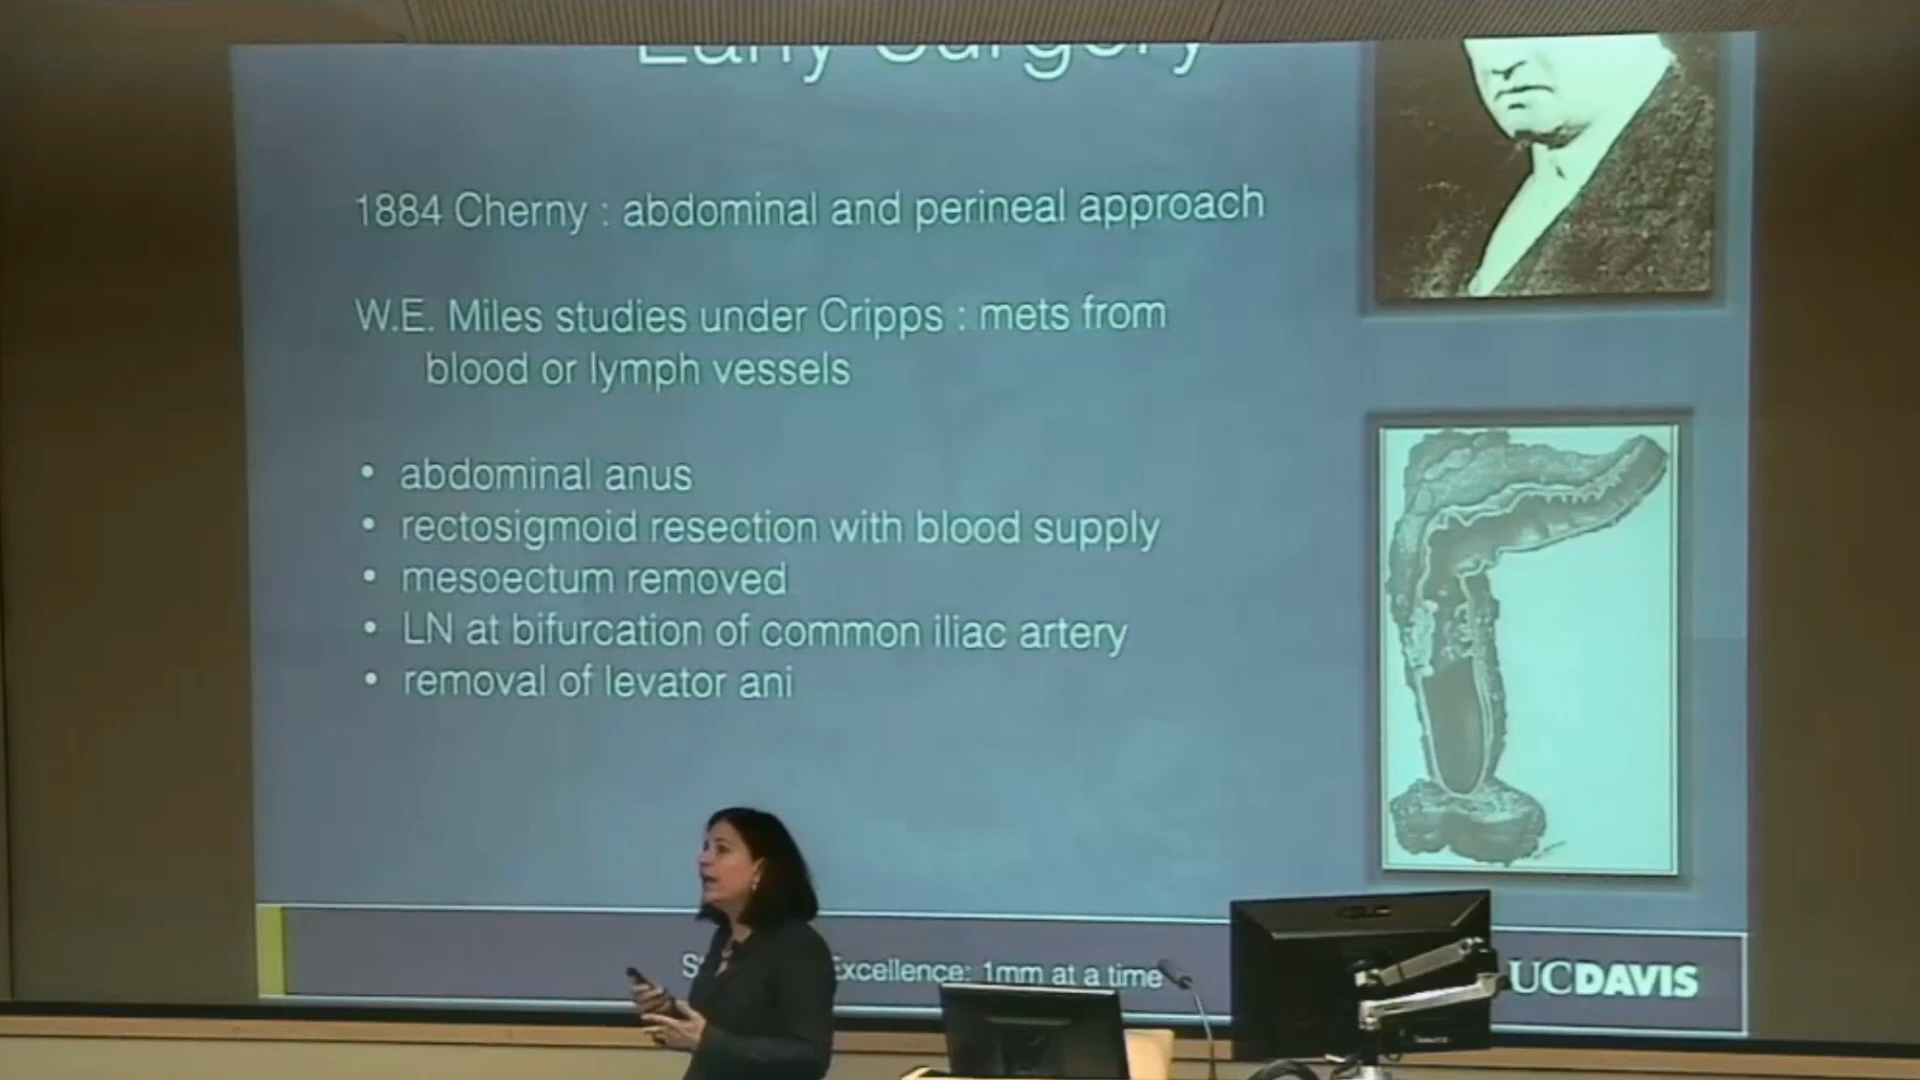 Early Surgery
1884 Cherny : abdominal and perineal approach
W.E. Miles studies under Cripps : mets from
blood or lymph vessels
• abdominal anus
• rectosigmoid resection with blood supply
• mesoectum removed
• LN at bifurcation of common iliac artery
• removal of levator ani
Excellence: 1mm at a time
UCDAVIS